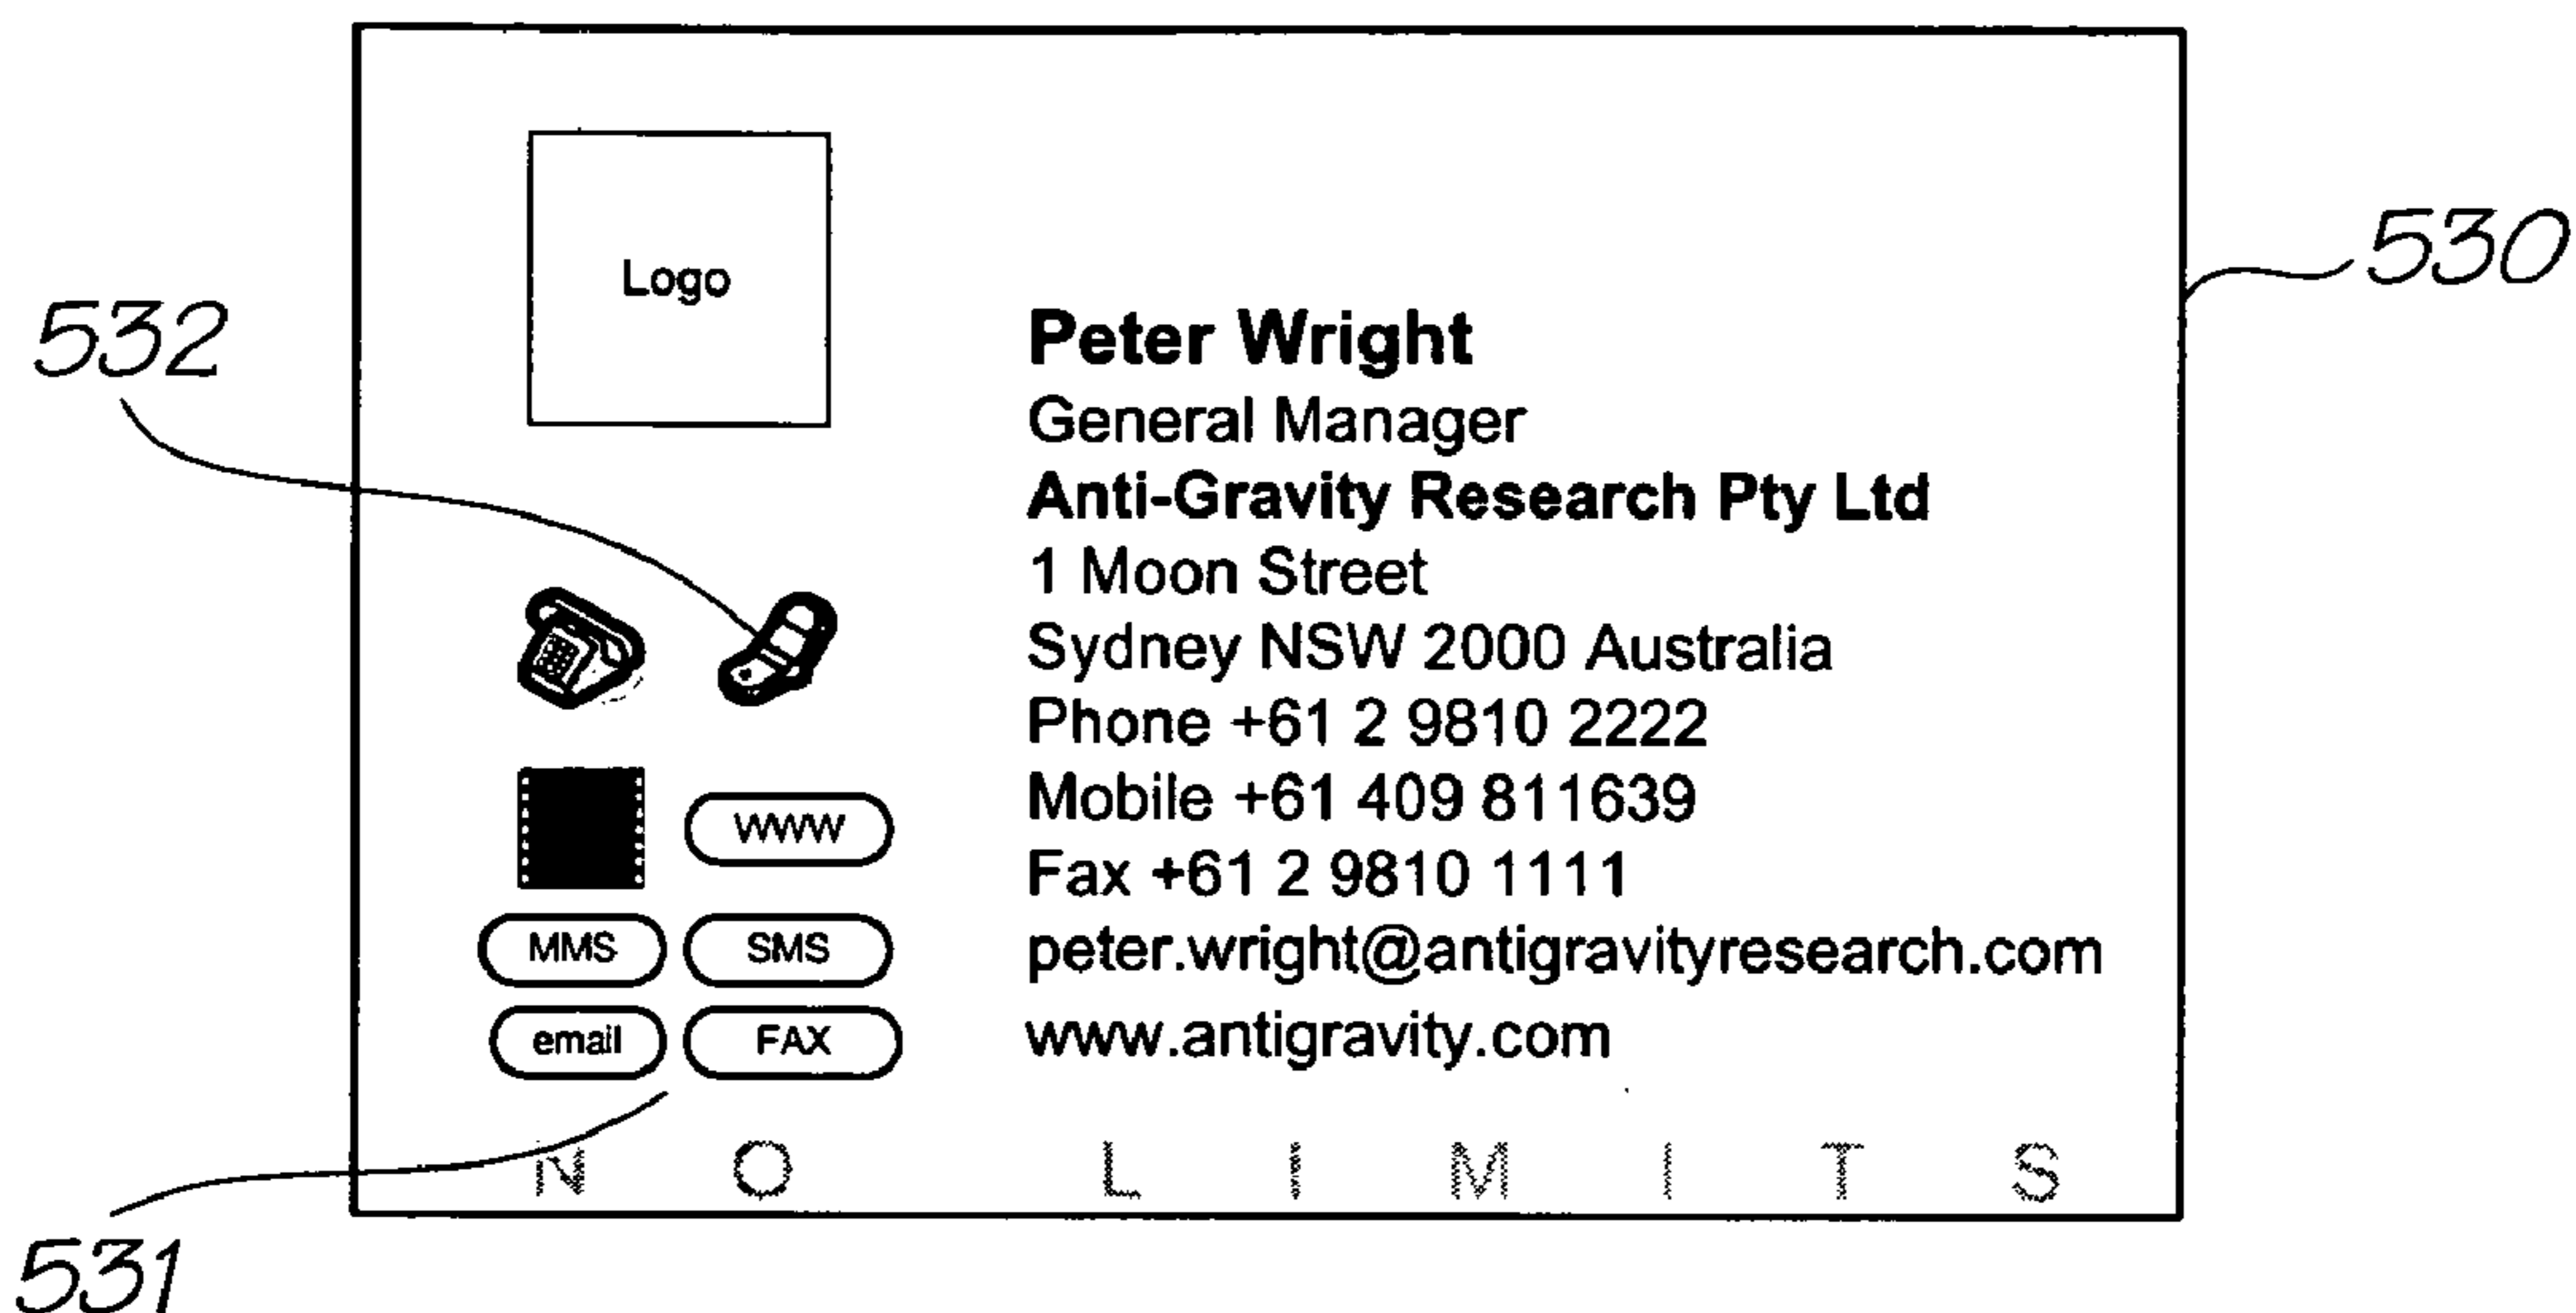 530
Logo
532
Peter Wright
General Manager
Anti-Gravity Research Pty Ltd
1 Moon Street
Sydney NSW 2000 Australia
Phone +61 2 9810 2222
Mobile +61 409 811639
Fax +61 2 9810 1111
peter.wright@antigravityresearch.com
www.antigravity.com
WWW
MMS SMS
email FAX
NO LIMITS
531